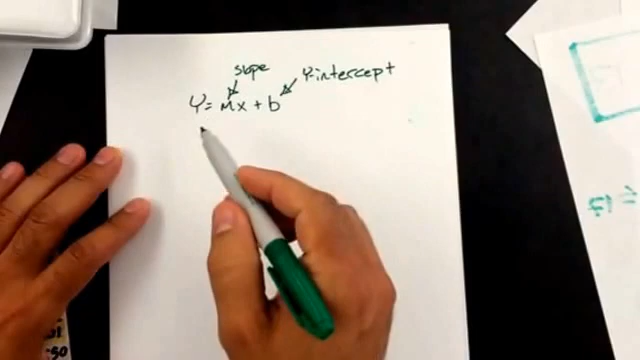 slope
Y-intercept
Y = mx + b